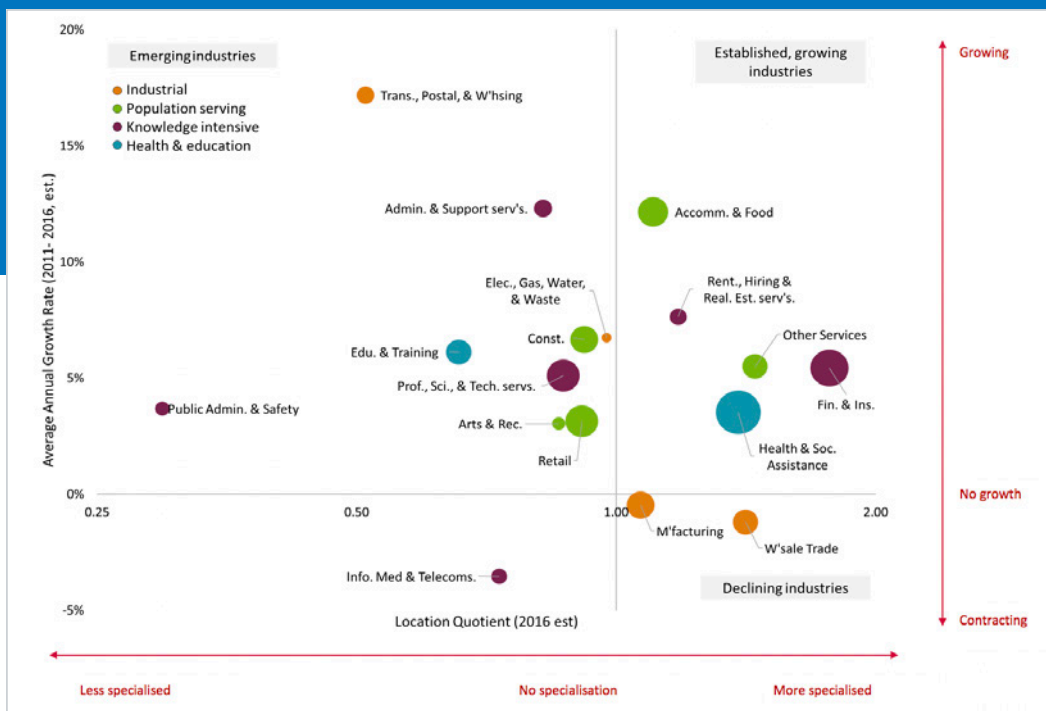 20%
Emerging industries
Established, growing
industries
Growing
Industrial
Population serving
Knowledge intensive
Health & education
Trans., Postal, & W'hsing
15%
Admin. & Support serv's.
Accomm. & Food
Average Annual Growth Rate (2011- 2016, est.)
10%
Elec., Gas, Water,
& Waste
Rent., Hiring &
Real. Est. serv's.
Const.
Other Services
Edu. & Training
5%
Prof., Sci., & Tech. servs.
Public Admin. & Safety
Fin. & Ins.
Arts & Rec.
Retail
Health & Soc.
Assistance
0%
No growth
0.25
0.50
1.00
2.00
M'facturing
W'sale Trade
Info. Med & Telecoms.
Declining industries
-5%
Location Quotient (2016 est)
Contracting
Less specialised
No specialisation
More specialised